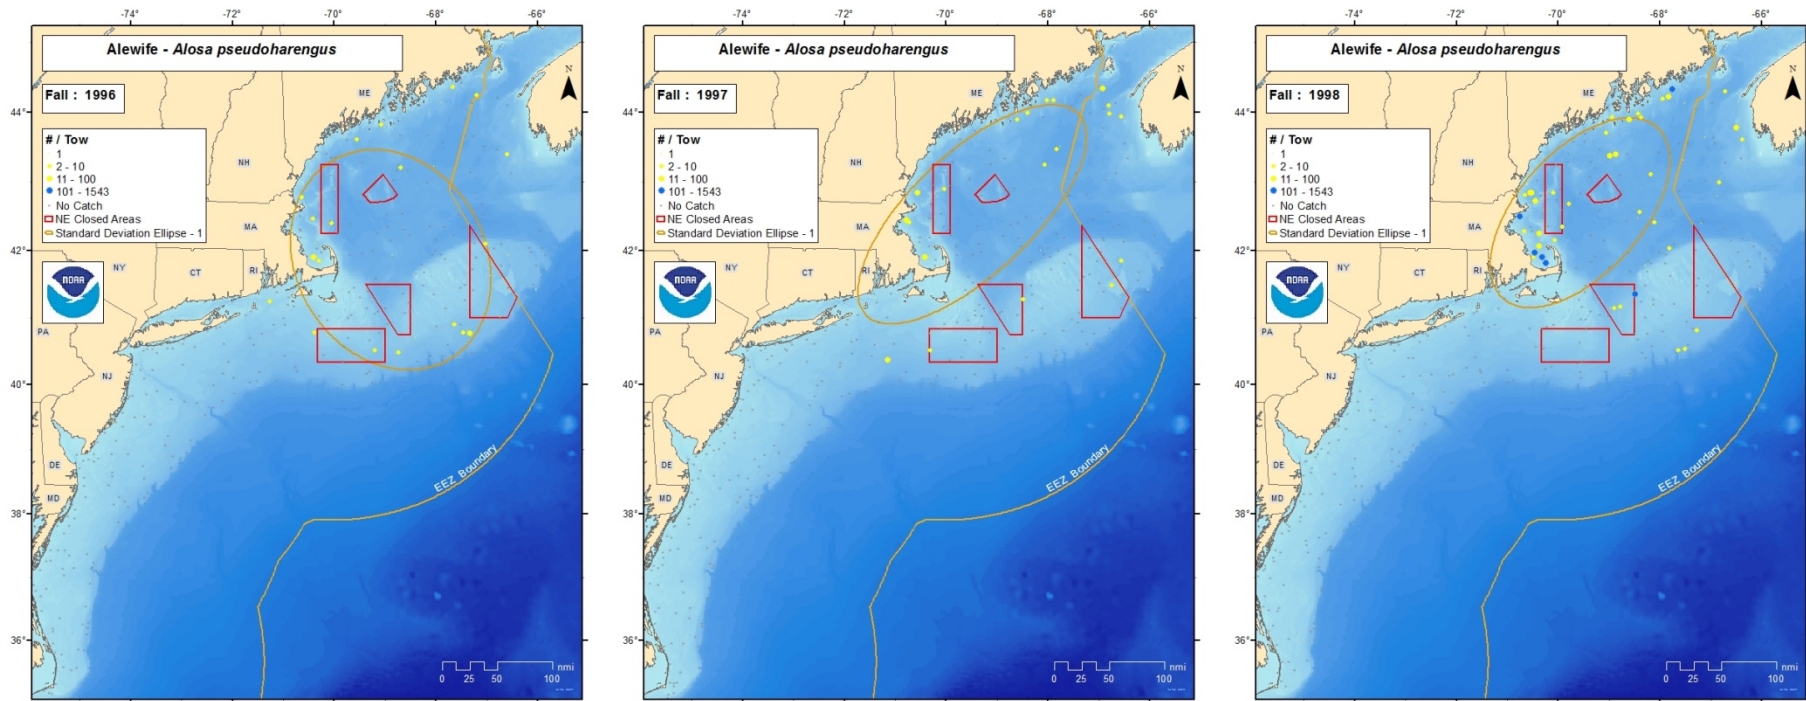 -74° -72° -70° -68° -66°
Alewife - Alosa pseudoharengus
N
Fall : 1996
ME
44°
# / Tow
1
2 - 10
11 - 100
101 - 1543
No Catch
NE Closed Areas
Standard Deviation Ellipse - 1
NH
MA
42°
NY
CT
RI
NOAA
PA
NJ
40°
DE
MD
EEZ Boundary
38°
36°
nmi
0 25 50 100
-74° -72° -70° -68° -66°
Alewife - Alosa pseudoharengus
N
Fall : 1997
ME
44°
# / Tow
1
2 - 10
11 - 100
101 - 1543
No Catch
NE Closed Areas
Standard Deviation Ellipse - 1
NH
MA
42°
NY
CT
RI
NOAA
PA
NJ
40°
DE
MD
EEZ Boundary
38°
36°
nmi
0 25 50 100
-74° -72° -70° -68° -66°
Alewife - Alosa pseudoharengus
N
Fall : 1998
ME
44°
# / Tow
1
2 - 10
11 - 100
101 - 1543
No Catch
NE Closed Areas
Standard Deviation Ellipse - 1
NH
MA
42°
NY
CT
RI
NOAA
PA
NJ
40°
DE
MD
EEZ Boundary
38°
36°
nmi
0 25 50 100